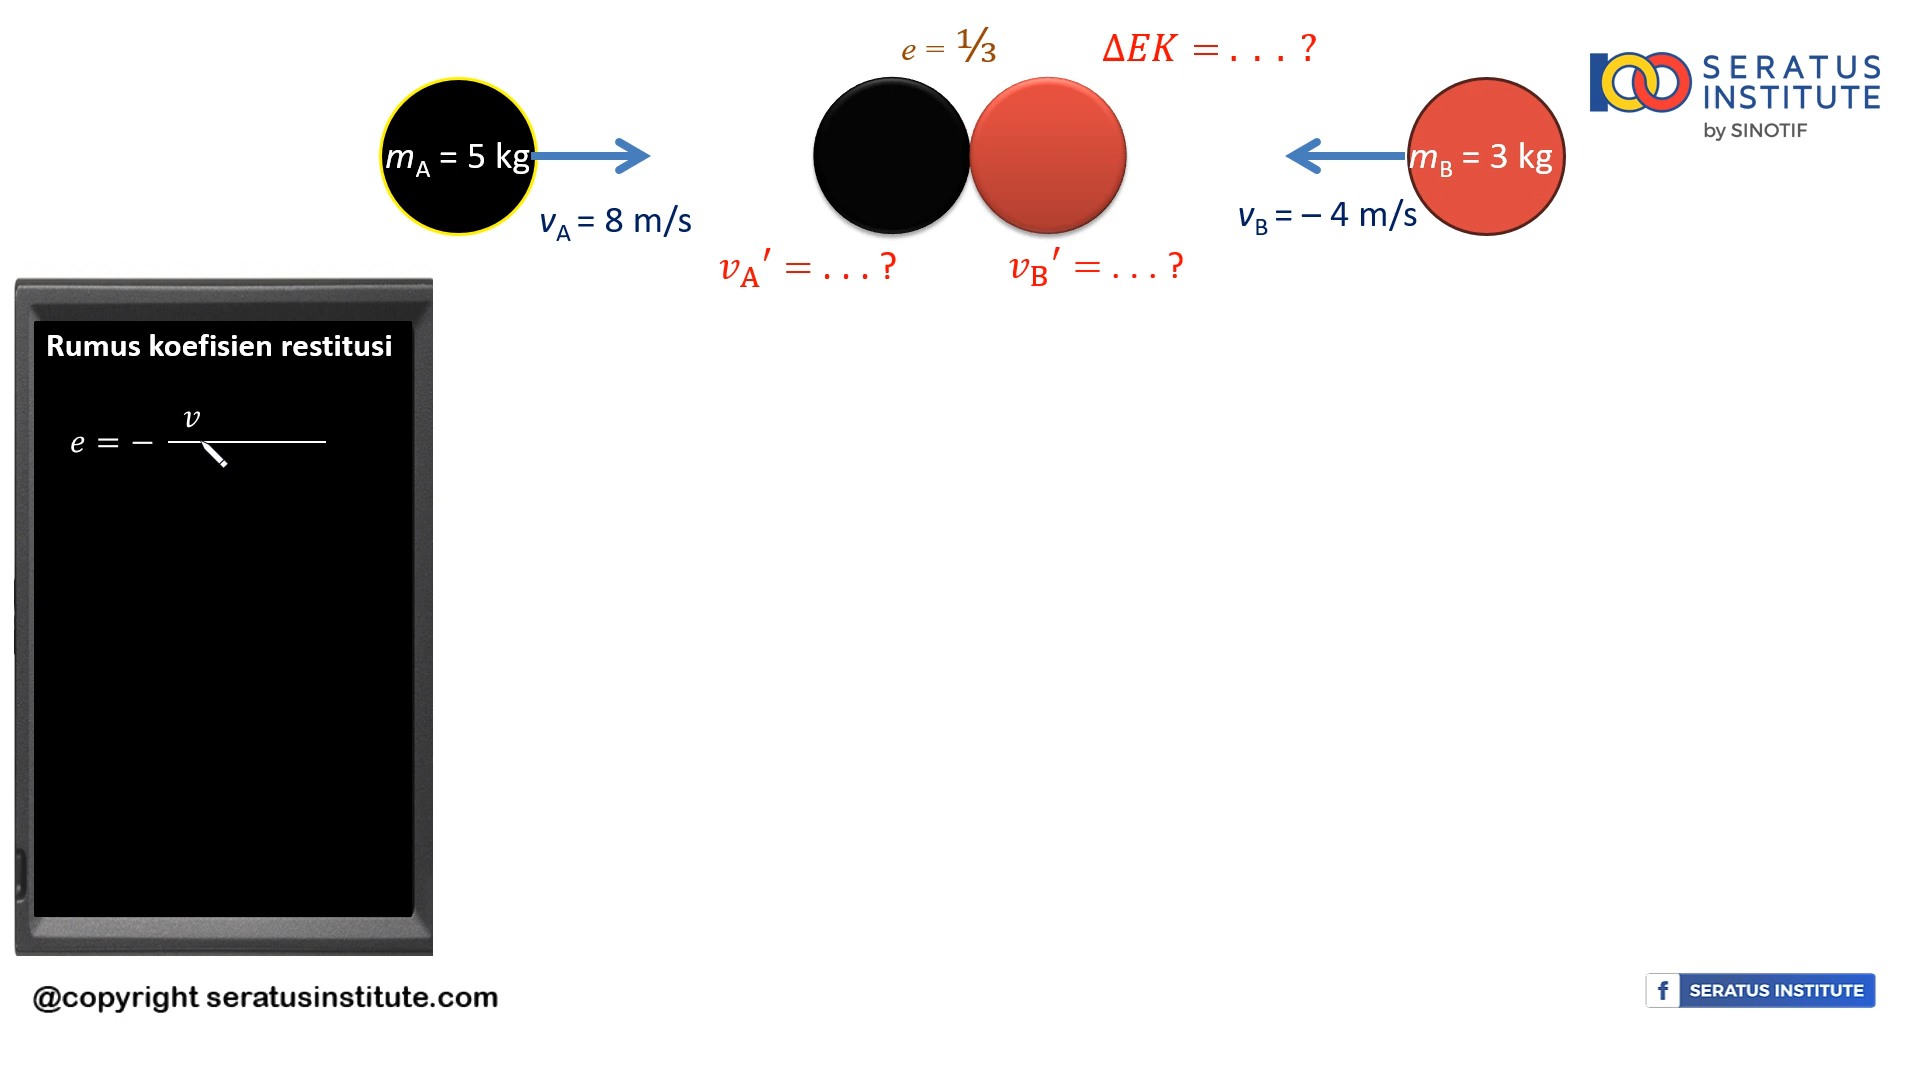 e = ⅓
ΔEK = . . . ?
SERATUS
INSTITUTE
by SINOTIF
mA = 5 kg
mB = 3 kg
vA = 8 m/s
vB = – 4 m/s
vA′ = . . . ?
vB′ = . . . ?
Rumus koefisien restitusi
v
e = −
@copyright seratusinstitute.com
f SERATUS INSTITUTE